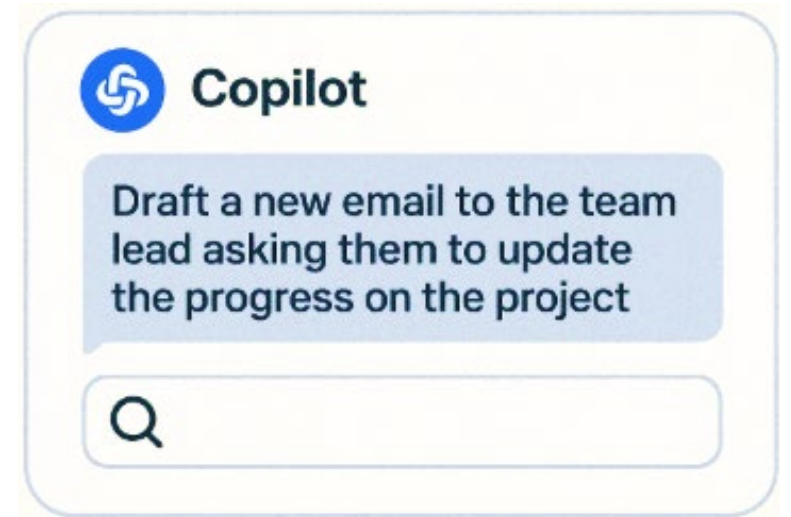 Copilot
Draft a new email to the team
lead asking them to update
the progress on the project